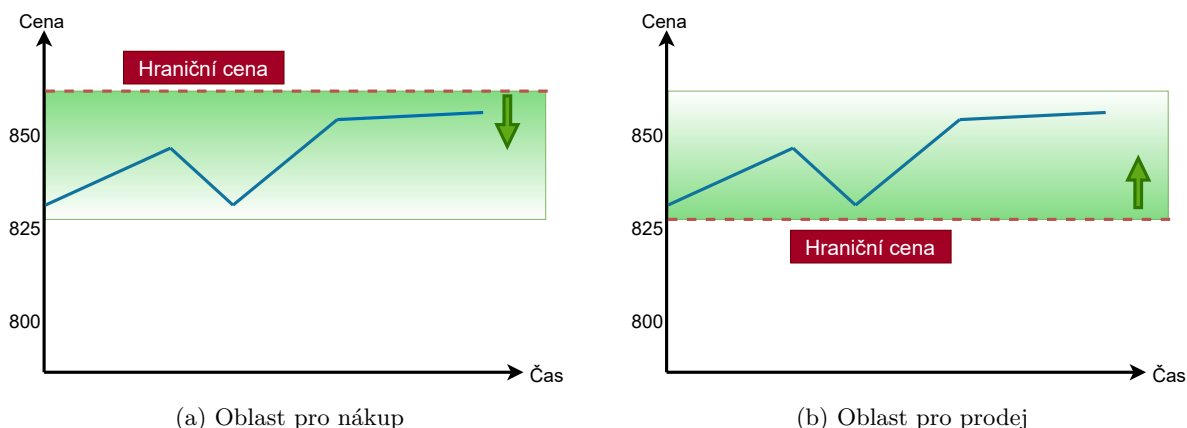 Cena
Hraniční cena
850
825
800
Čas
(a) Oblast pro nákup
Cena
850
825
Hraniční cena
800
Čas
(b) Oblast pro prodej